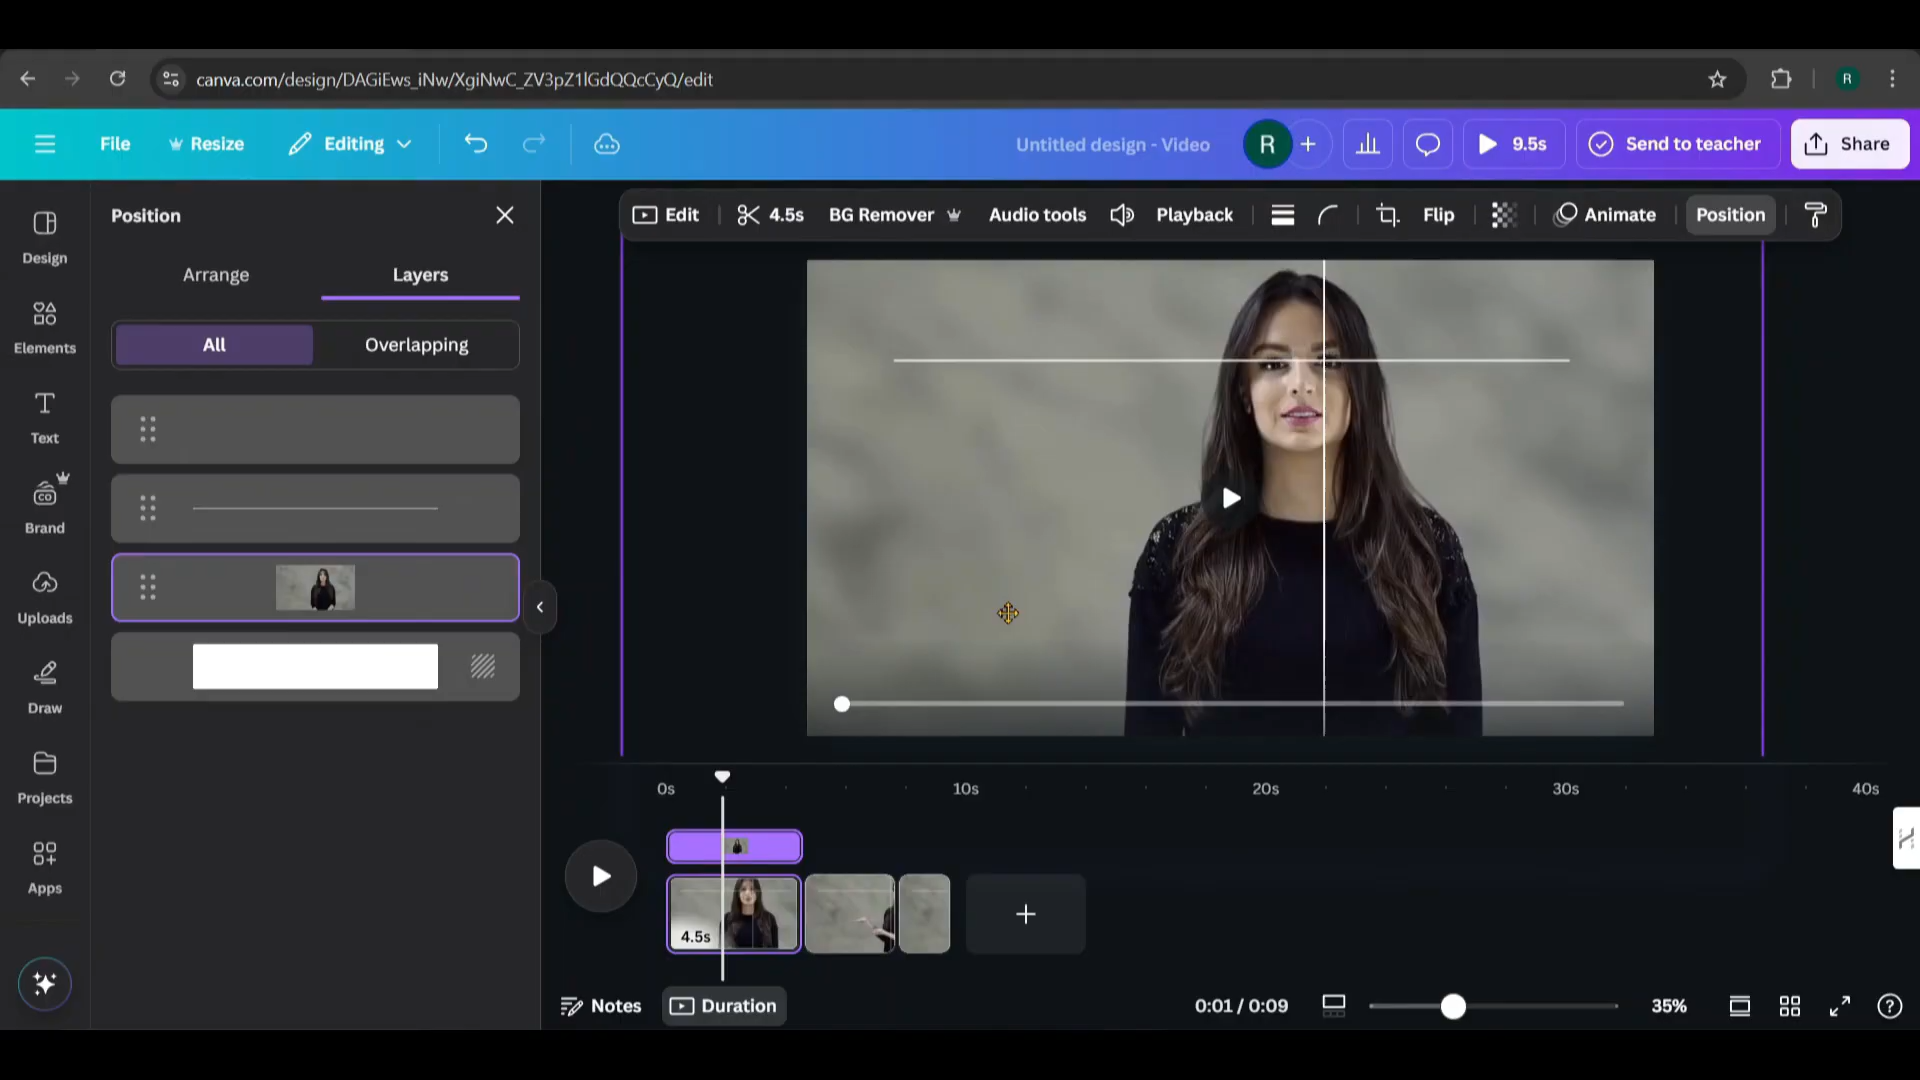 canva.com/design/DAGiEws_iNw/XgiNwC_ZV3pZ1lGdQQcCyQ/edit
R
File
Resize
Editing
Untitled design - Video
R
9.5s
Send to teacher
Share
Design
Elements
Text
Brand
Uploads
Draw
Projects
Apps
Position
Arrange
Layers
All
Overlapping
Edit
4.5s
BG Remover
Audio tools
Playback
Flip
Animate
Position
0s
10s
20s
30s
40s
4.5s
Notes
Duration
0:01 / 0:09
35%